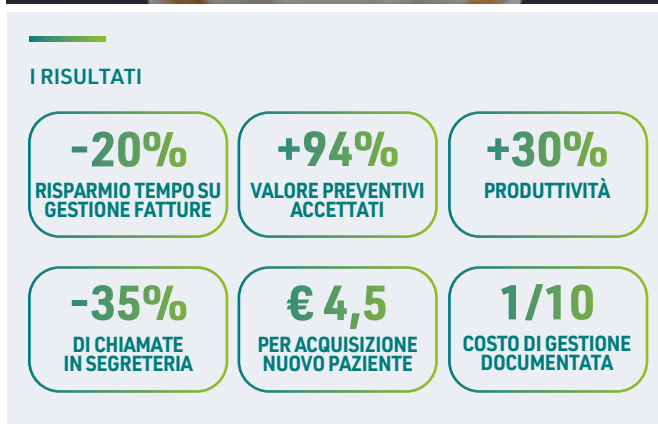 I RISULTATI
-20%
RISPARMIO TEMPO SU
GESTIONE FATTURE
+94%
VALORE PREVENTIVI
ACCETTATI
+30%
PRODUTTIVITÀ
-35%
DI CHIAMATE
IN SEGRETERIA
€ 4,5
PER ACQUISIZIONE
NUOVO PAZIENTE
1/10
COSTO DI GESTIONE
DOCUMENTATA